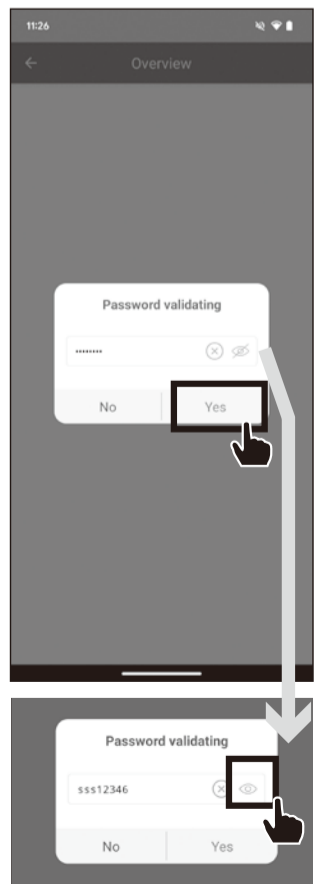 11:26
Overview
Password validating
••••••••
No Yes
Password validating
sss12346
No Yes